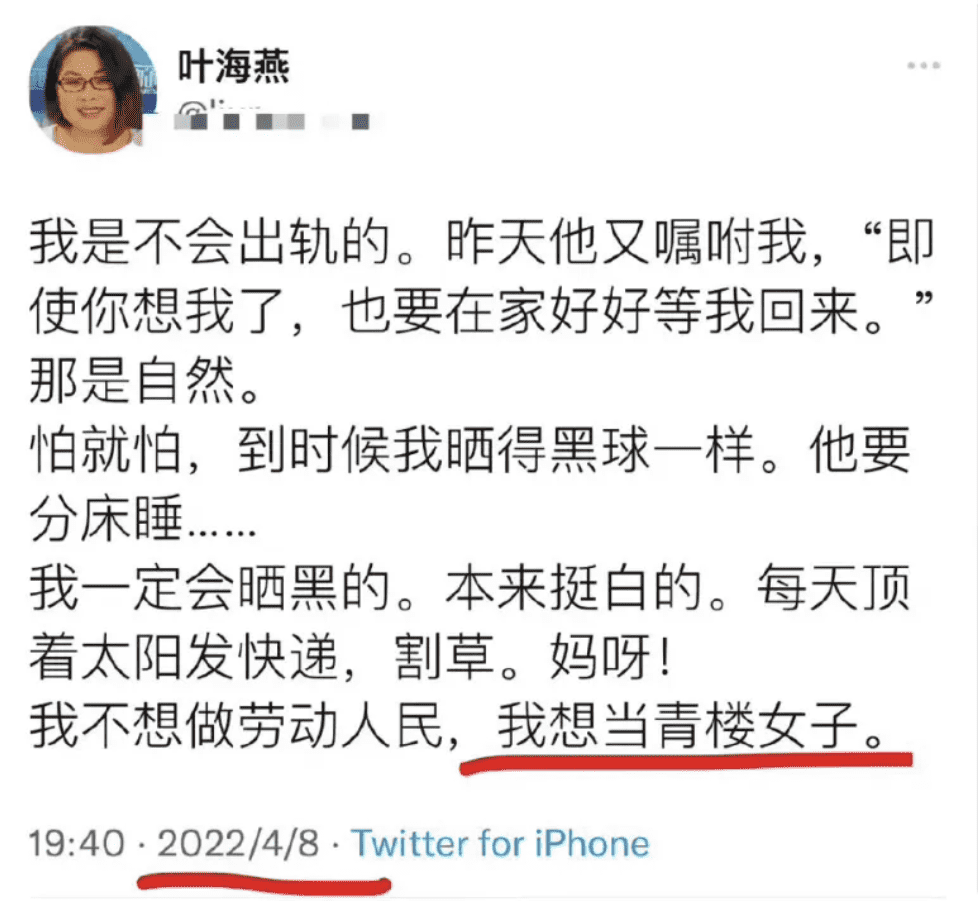 叶海燕
我是不会出轨的。昨天他又嘱咐我，“即
使你想我了，也要在家好好等我回来。”
那是自然。
怕就怕，到时候我晒得黑球一样。他要
分床睡……
我一定会晒黑的。本来挺白的。每天顶
着太阳发快递，割草。妈呀！
我不想做劳动人民，我想当青楼女子。
19:40 · 2022/4/8 · Twitter for iPhone